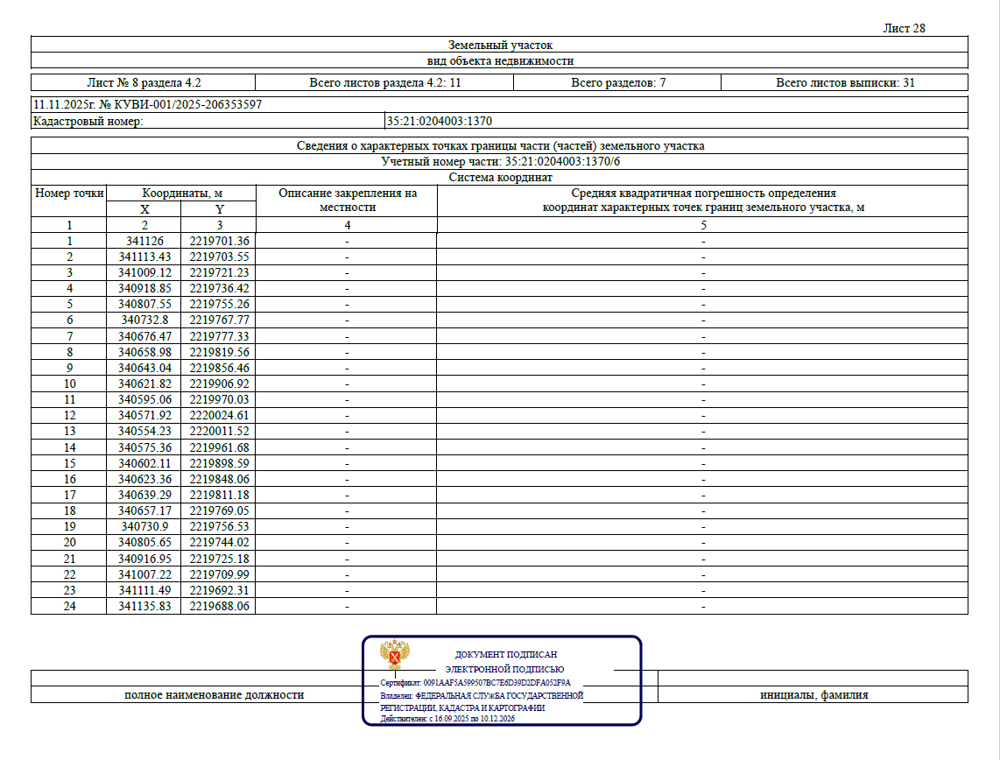 Лист 28
Земельный участок
вид объекта недвижимости
Лист № 8 раздела 4.2 Всего листов раздела 4.2: 11 Всего разделов: 7 Всего листов выписки: 31
11.11.2025г. № КУВИ-001/2025-206353597
Кадастровый номер: 35:21:0204003:1370
Сведения о характерных точках границы части (частей) земельного участка
Учетный номер части: 35:21:0204003:1370/6
Система координат
Номер точки Координаты, м Описание закрепления на местности Средняя квадратичная погрешность определения координат характерных точек границ земельного участка, м
X Y
1 2 3 4 5
1 341126 2219701.36 - -
2 341113.43 2219703.55 - -
3 341009.12 2219721.23 - -
4 340918.85 2219736.42 - -
5 340807.55 2219755.26 - -
6 340732.8 2219767.77 - -
7 340676.47 2219777.33 - -
8 340658.98 2219819.56 - -
9 340643.04 2219856.46 - -
10 340621.82 2219906.92 - -
11 340595.06 2219970.03 - -
12 340571.92 2220024.61 - -
13 340554.23 2220011.52 - -
14 340575.36 2219961.68 - -
15 340602.11 2219898.59 - -
16 340623.36 2219848.06 - -
17 340639.29 2219811.18 - -
18 340657.17 2219769.05 - -
19 340730.9 2219756.53 - -
20 340805.65 2219744.02 - -
21 340916.95 2219725.18 - -
22 341007.22 2219709.99 - -
23 341111.49 2219692.31 - -
24 341135.83 2219688.06 - -
ДОКУМЕНТ ПОДПИСАН
ЭЛЕКТРОННОЙ ПОДПИСЬЮ
Сертификат: 0091AAF5A599507BC7E6D39D2DFA052F9A
Владелец: ФЕДЕРАЛЬНАЯ СЛУЖБА ГОСУДАРСТВЕННОЙ
РЕГИСТРАЦИИ, КАДАСТРА И КАРТОГРАФИИ
Действителен: с 16.09.2025 по 10.12.2026
полное наименование должности инициалы, фамилия